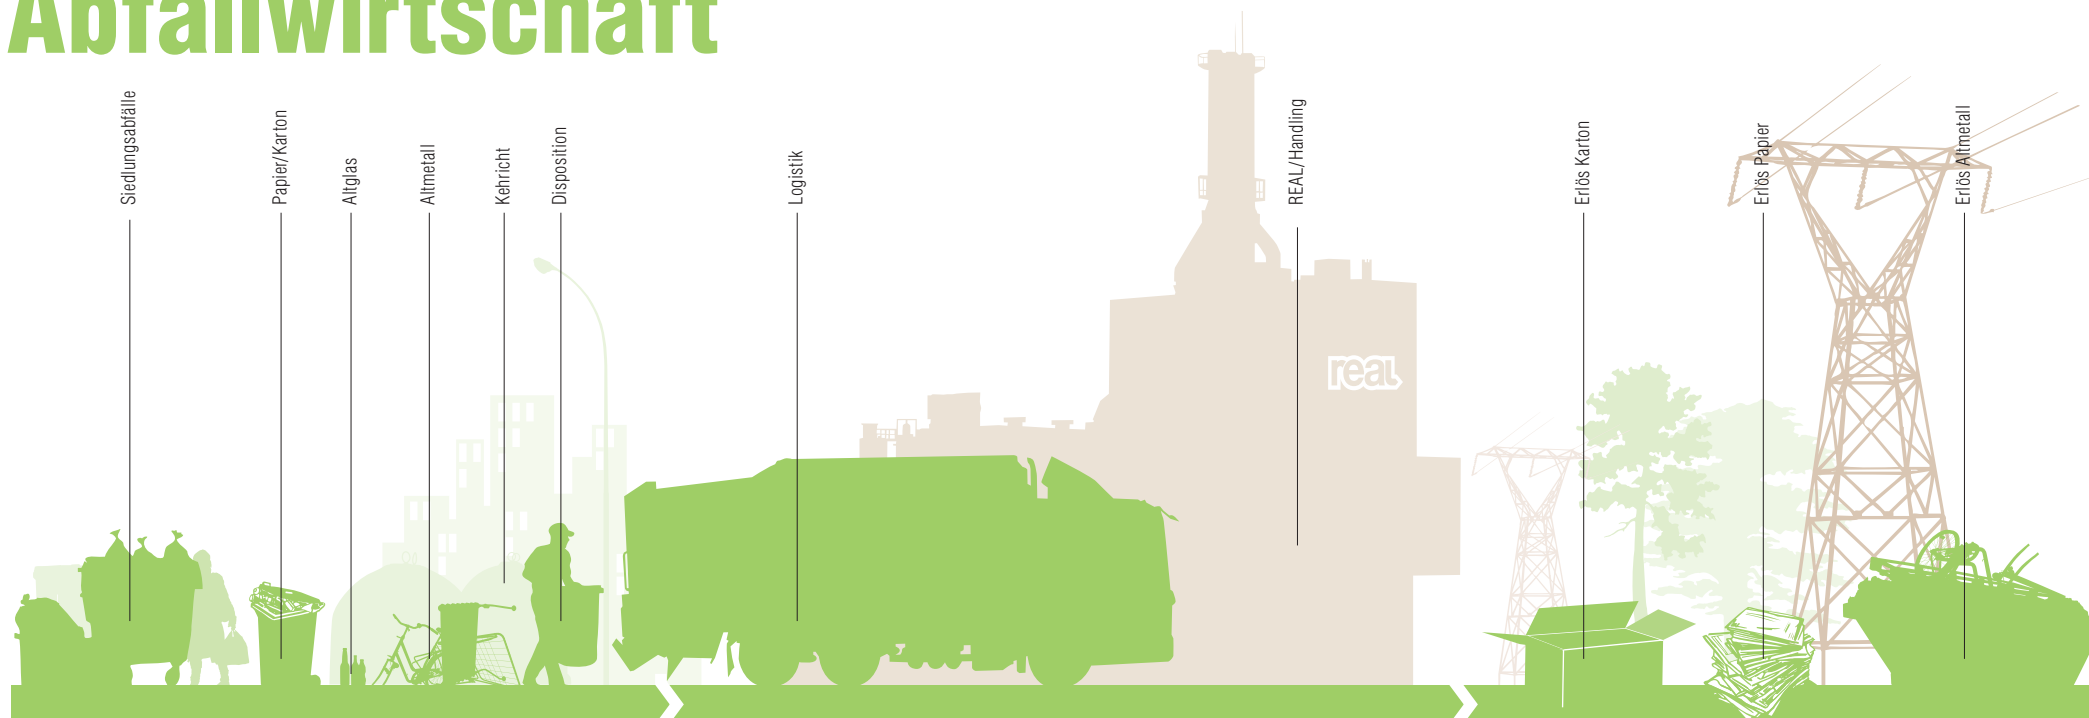 Abfallwirtschaft
Siedlungsabfälle
Papier/Karton
Altglas
Altmetall
Kehricht
Disposition
Logistik
REAL/Handling
real
Erlös Karton
Erlös Papier
Erlös Altmetall